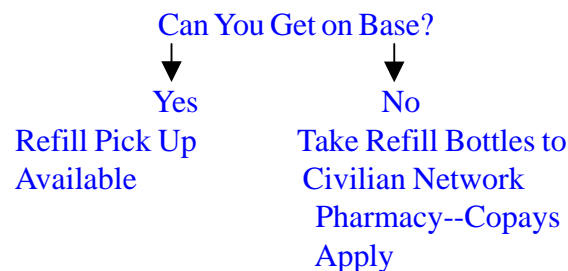 Can You Get on Base?
Yes
No
Refill Pick Up
Available
Take Refill Bottles to
Civilian Network
Pharmacy--Copays
Apply